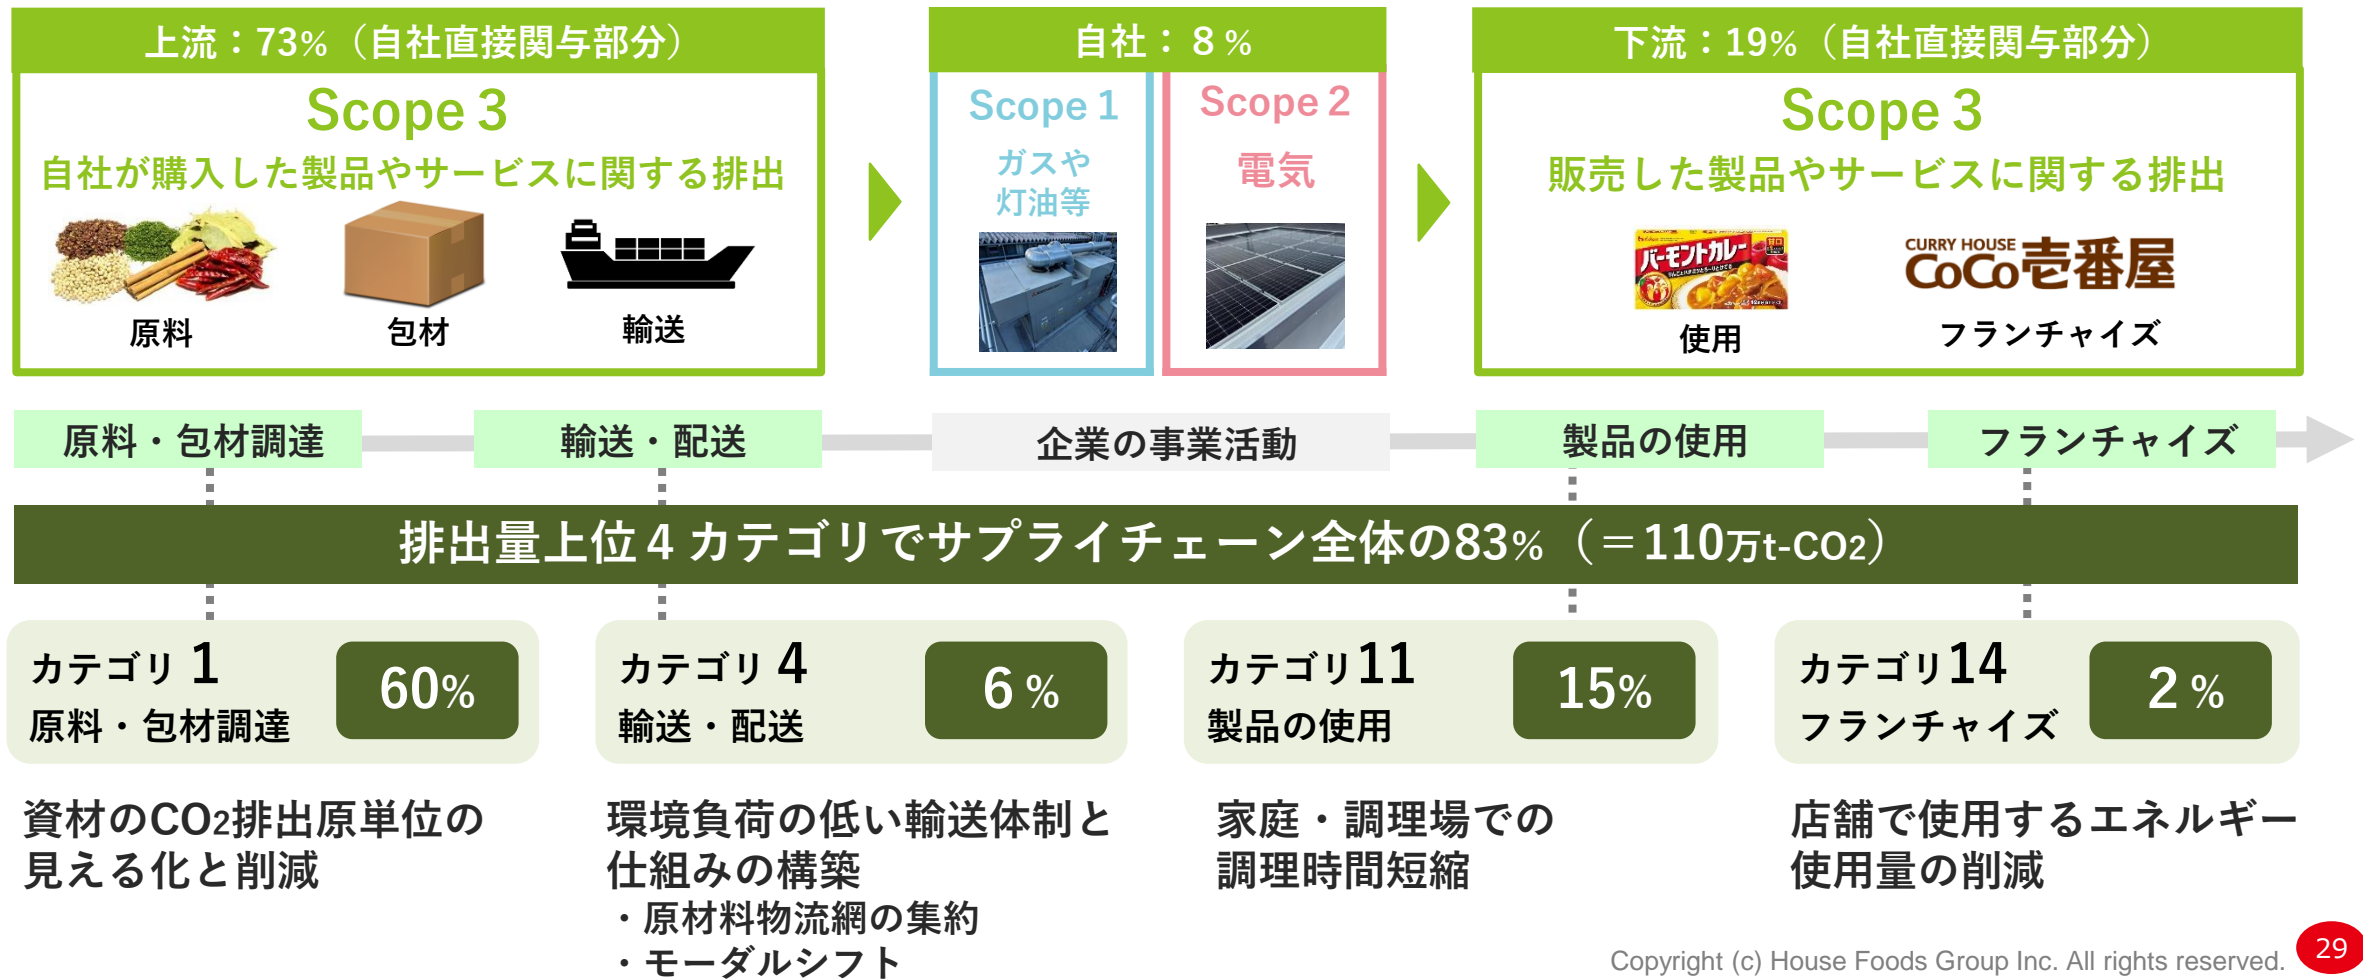 上流：73%（自社直接関与部分）
Scope 3
自社が購入した製品やサービスに関する排出
原料
包材
輸送
自社：８%
Scope 1
ガスや
灯油等
Scope 2
電気
下流：19%（自社直接関与部分）
Scope 3
販売した製品やサービスに関する排出
バーモントカレー
甘口
使用
CURRY HOUSE
CoCo壱番屋
フランチャイズ
原料・包材調達
輸送・配送
企業の事業活動
製品の使用
フランチャイズ
排出量上位４カテゴリでサプライチェーン全体の83%（＝110万t-CO2）
カテゴリ 1
原料・包材調達
60%
カテゴリ 4
輸送・配送
6 %
カテゴリ11
製品の使用
15%
カテゴリ14
フランチャイズ
2 %
資材のCO2排出原単位の
見える化と削減
環境負荷の低い輸送体制と
仕組みの構築
・原材料物流網の集約
・モーダルシフト
家庭・調理場での
調理時間短縮
店舗で使用するエネルギー
使用量の削減
Copyright (c) House Foods Group Inc. All rights reserved.
29